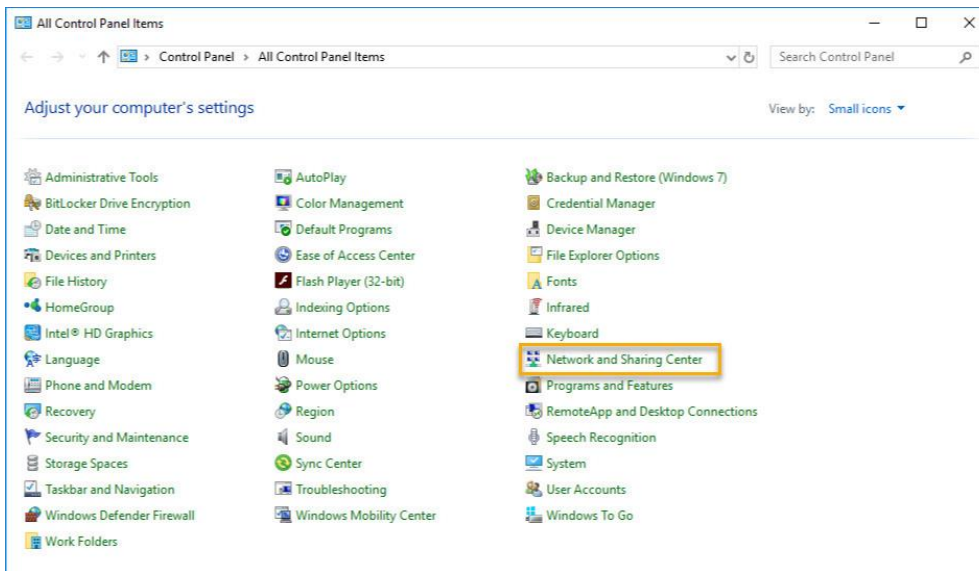 All Control Panel Items
Control Panel > All Control Panel Items
Search Control Panel
Adjust your computer's settings
View by: Small icons
Administrative Tools
AutoPlay
Backup and Restore (Windows 7)
BitLocker Drive Encryption
Color Management
Credential Manager
Date and Time
Default Programs
Device Manager
Devices and Printers
Ease of Access Center
File Explorer Options
File History
Flash Player (32-bit)
Fonts
HomeGroup
Indexing Options
Infrared
Intel® HD Graphics
Internet Options
Keyboard
Language
Mouse
Network and Sharing Center
Phone and Modem
Power Options
Programs and Features
Recovery
Region
RemoteApp and Desktop Connections
Security and Maintenance
Sound
Speech Recognition
Storage Spaces
Sync Center
System
Taskbar and Navigation
Troubleshooting
User Accounts
Windows Defender Firewall
Windows Mobility Center
Windows To Go
Work Folders